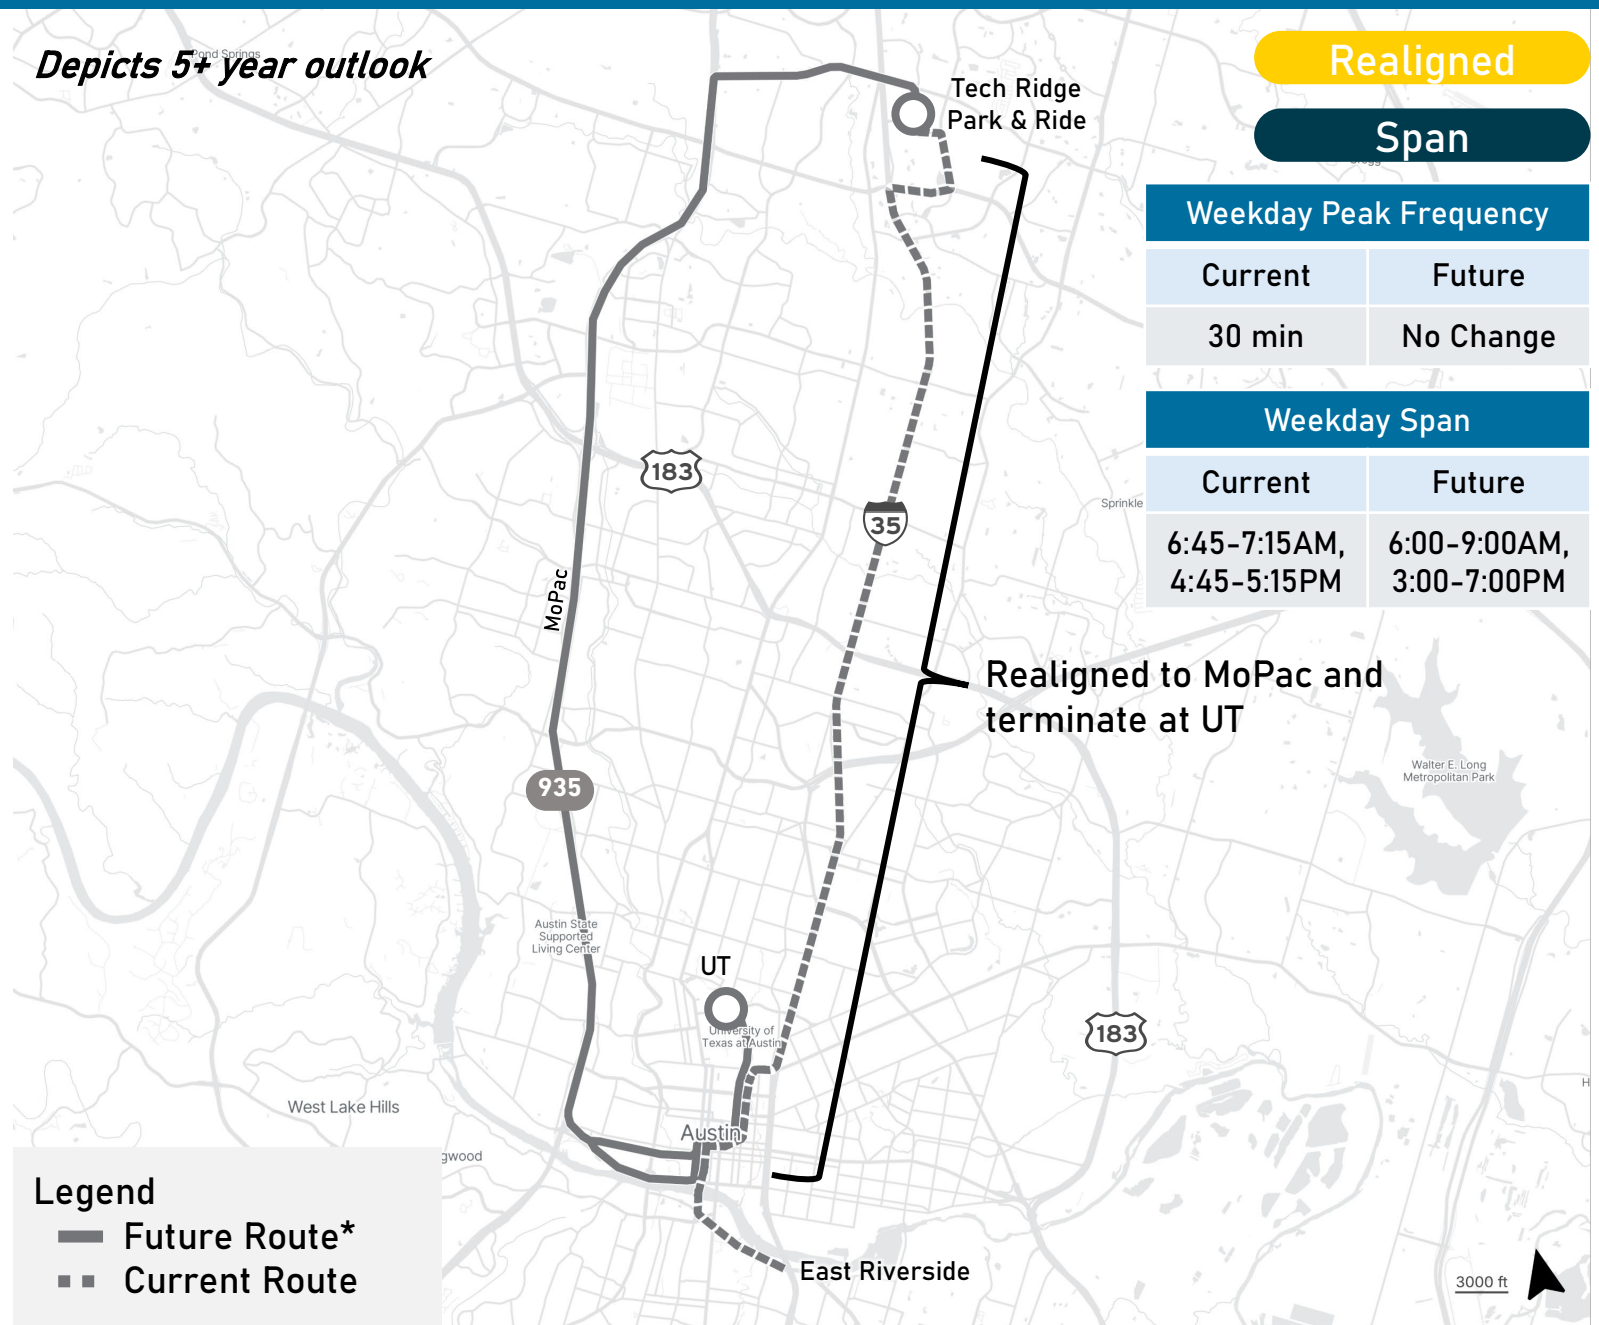 Depicts 5+ year outlook
Pond Springs
Realigned
Span
Tech Ridge
Park & Ride
Weekday Peak Frequency
Current
Future
30 min
No Change
Weekday Span
Current
Future
6:45-7:15AM,
4:45-5:15PM
6:00-9:00AM,
3:00-7:00PM
183
35
Sprinkle
MoPac
Realigned to MoPac and
terminate at UT
935
Walter E. Long
Metropolitan Park
Austin State
Supported
Living Center
UT
University of
Texas at Austin
183
H
West Lake Hills
Austin
gwood
Legend
Future Route*
Current Route
East Riverside
3000 ft